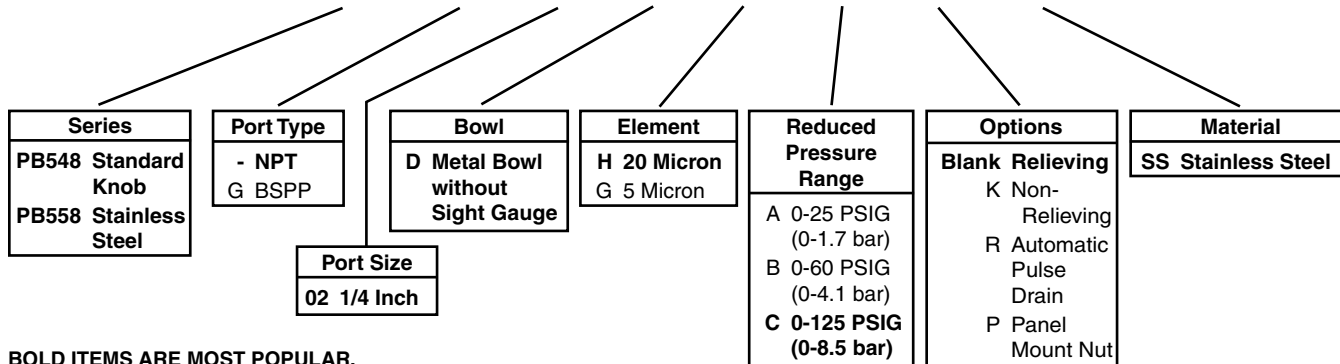 Series
PB548 Standard
Knob
PB558 Stainless
Steel
Port Type
- NPT
G BSPP
Port Size
02 1/4 Inch
Bowl
D Metal Bowl
without
Sight Gauge
Element
H 20 Micron
G 5 Micron
Reduced
Pressure
Range
A 0-25 PSIG
(0-1.7 bar)
B 0-60 PSIG
(0-4.1 bar)
C 0-125 PSIG
(0-8.5 bar)
Options
Blank Relieving
K Non-
Relieving
R Automatic
Pulse
Drain
P Panel
Mount Nut
Material
SS Stainless Steel
BOLD ITEMS ARE MOST POPULAR.